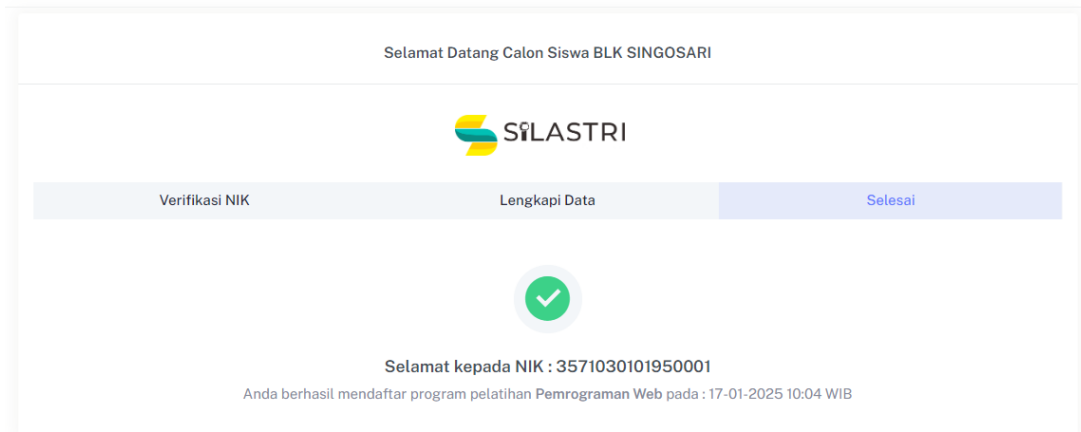 Selamat Datang Calon Siswa BLK SINGOSARI
SiLASTRI
Verifikasi NIK
Lengkapi Data
Selesai
Selamat kepada NIK : 3571030101950001
Anda berhasil mendaftar program pelatihan Pemrograman Web pada : 17-01-2025 10:04 WIB